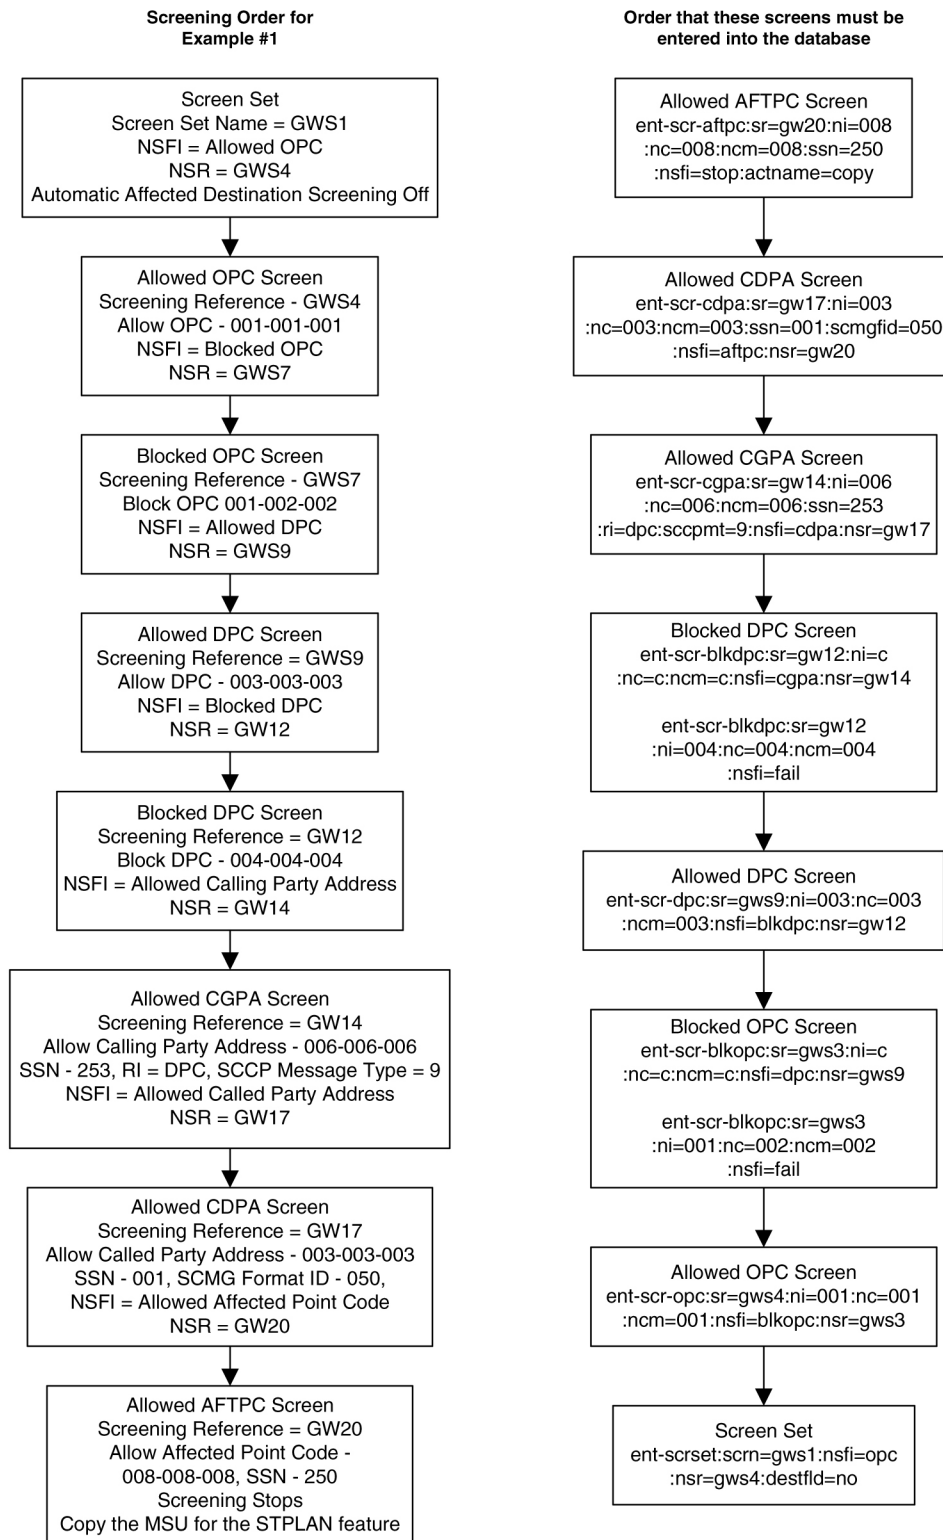 Screening Order for
Example #1
Screen Set
Screen Set Name = GWS1
NSFI = Allowed OPC
NSR = GWS4
Automatic Affected Destination Screening Off
Allowed OPC Screen
Screening Reference - GWS4
Allow OPC - 001-001-001
NSFI = Blocked OPC
NSR = GWS7
Blocked OPC Screen
Screening Reference - GWS7
Block OPC 001-002-002
NSFI = Allowed DPC
NSR = GWS9
Allowed DPC Screen
Screening Reference = GWS9
Allow DPC - 003-003-003
NSFI = Blocked DPC
NSR = GW12
Blocked DPC Screen
Screening Reference = GW12
Block DPC - 004-004-004
NSFI = Allowed Calling Party Address
NSR = GW14
Allowed CGPA Screen
Screening Reference = GW14
Allow Calling Party Address - 006-006-006
SSN - 253, RI = DPC, SCCP Message Type = 9
NSFI = Allowed Called Party Address
NSR = GW17
Allowed CDPA Screen
Screening Reference = GW17
Allow Called Party Address - 003-003-003
SSN - 001, SCMG Format ID - 050,
NSFI = Allowed Affected Point Code
NSR = GW20
Allowed AFTPC Screen
Screening Reference = GW20
Allow Affected Point Code -
008-008-008, SSN - 250
Screening Stops
Copy the MSU for the STPLAN feature
Order that these screens must be
entered into the database
Allowed AFTPC Screen
ent-scr-aftpc:sr=gw20:ni=008
:nc=008:ncm=008:ssn=250
:nsfi=stop:actname=copy
Allowed CDPA Screen
ent-scr-cdpa:sr=gw17:ni=003
:nc=003:ncm=003:ssn=001:scmgfid=050
:nsfi=aftpc:nsr=gw20
Allowed CGPA Screen
ent-scr-cgpa:sr=gw14:ni=006
:nc=006:ncm=006:ssn=253
:ri=dpc:sccpmt=9:nsfi=cdpa:nsr=gw17
Blocked DPC Screen
ent-scr-blkdpc:sr=gw12:ni=c
:nc=c:ncm=c:nsfi=cgpa:nsr=gw14
ent-scr-blkdpc:sr=gw12
:ni=004:nc=004:ncm=004
:nsfi=fail
Allowed DPC Screen
ent-scr-dpc:sr=gws9:ni=003:nc=003
:ncm=003:nsfi=blkdpc:nsr=gw12
Blocked OPC Screen
ent-scr-blkopc:sr=gws3:ni=c
:nc=c:ncm=c:nsfi=dpc:nsr=gws9
ent-scr-blkopc:sr=gws3
:ni=001:nc=002:ncm=002
:nsfi=fail
Allowed OPC Screen
ent-scr-opc:sr=gws4:ni=001:nc=001
:ncm=001:nsfi=blkopc:nsr=gws3
Screen Set
ent-scrset:scrn=gws1:nsfi=opc
:nsr=gws4:destfld=no